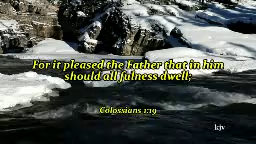 For it pleased the Father that in him
should all fulness dwell;
Colossians 1:19
kjv